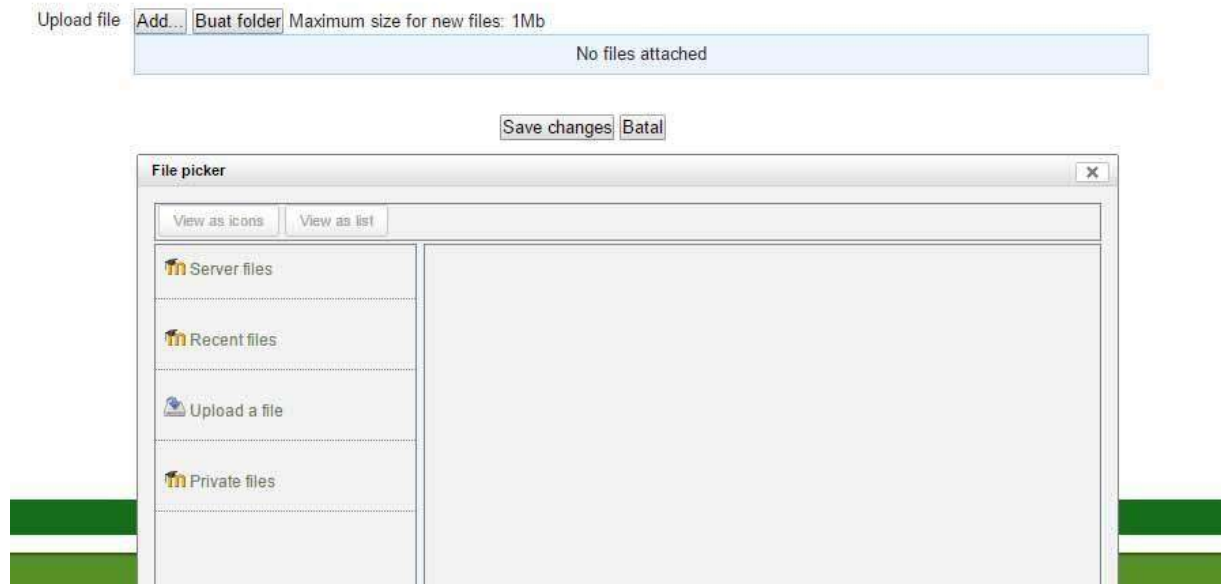 Upload file Add... Buat folder Maximum size for new files: 1Mb
No files attached
Save changes Batal
File picker
View as icons View as list
Server files
Recent files
Upload a file
Private files